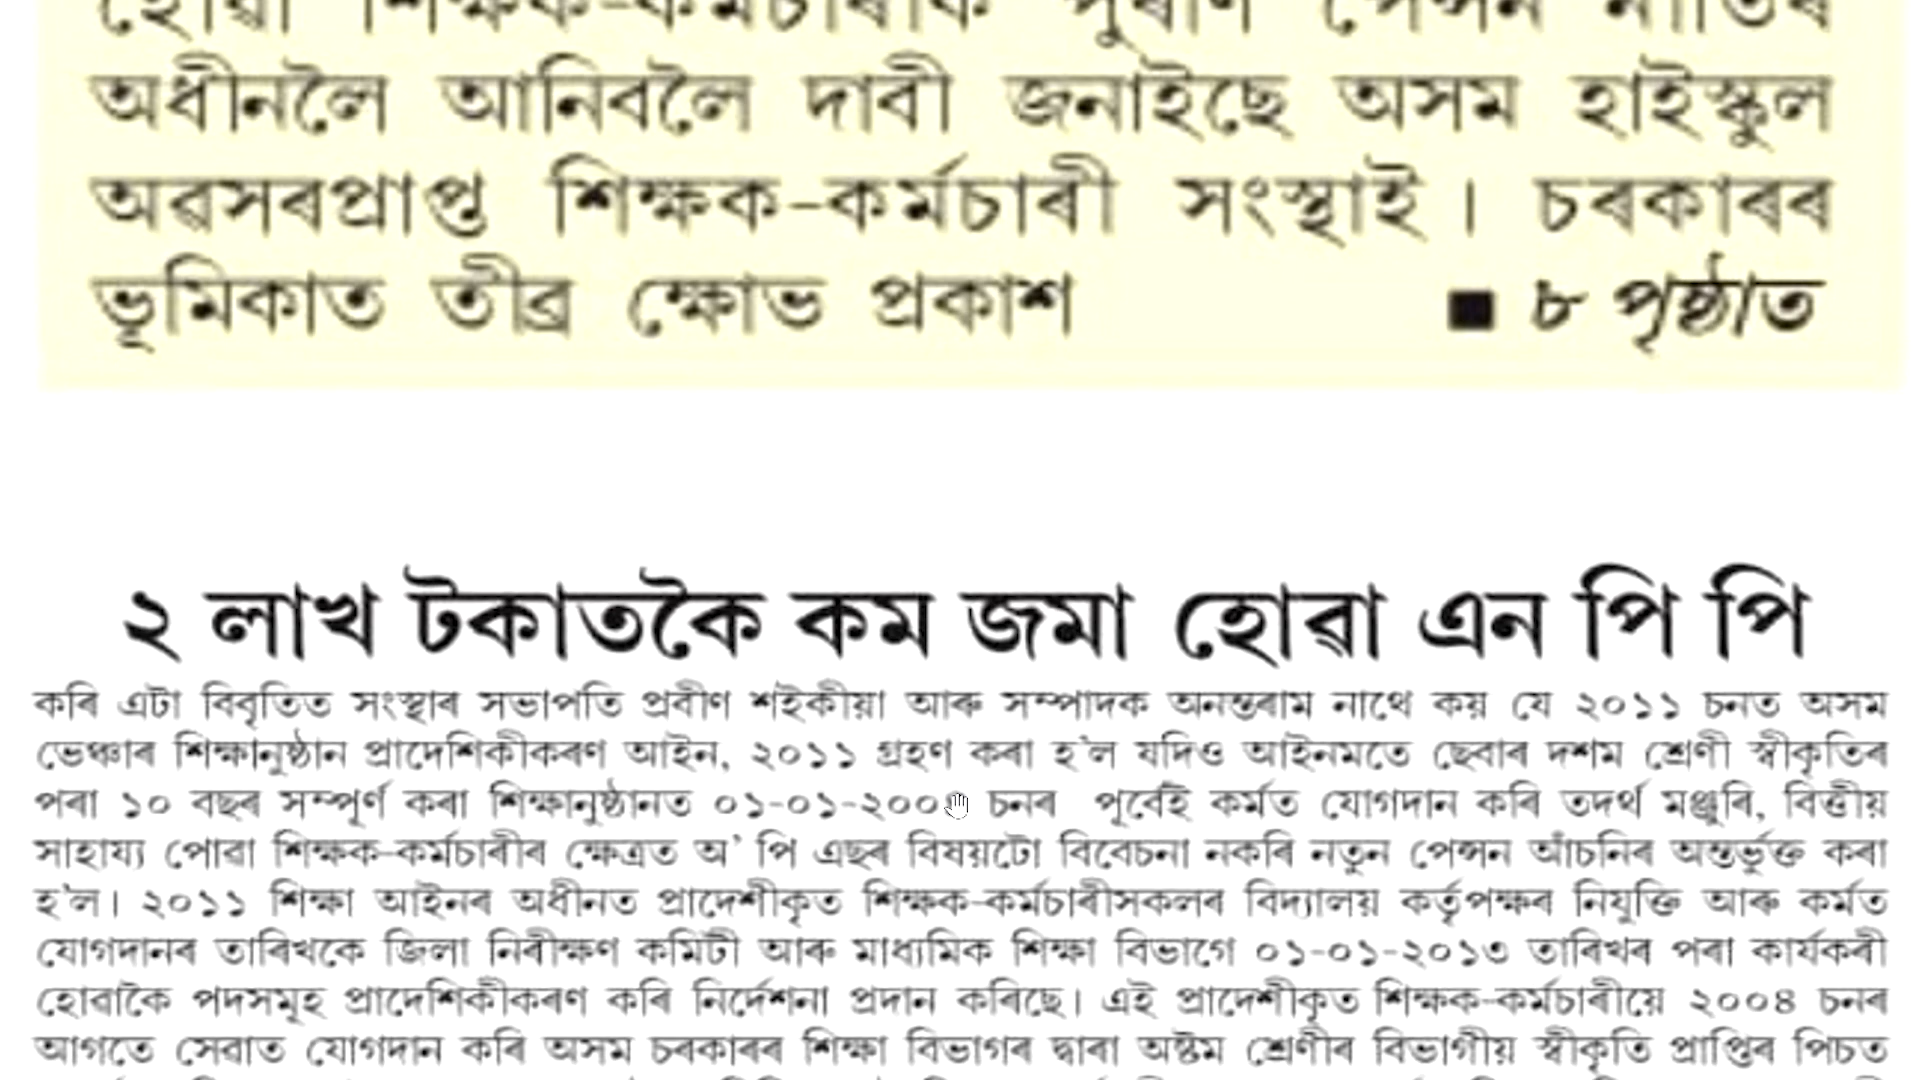 হোৱা শিক্ষক-কৰ্মচাৰীক পুৰণি পেন্সন নীতিৰ
অধীনলৈ আনিবলৈ দাবী জনাইছে অসম হাইস্কুল
অৱসৰপ্ৰাপ্ত শিক্ষক-কৰ্মচাৰী সংস্থাই। চৰকাৰৰ
ভূমিকাত তীব্ৰ ক্ষোভ প্ৰকাশ ■ ৮ পৃষ্ঠাত
২ লাখ টকাতকৈ কম জমা হোৱা এন পি পি
কৰি এটা বিবৃতিত সংস্থাৰ সভাপতি প্ৰবীণ শইকীয়া আৰু সম্পাদক অনন্তৰাম নাথে কয় যে ২০১১ চনত অসম
ভেঞ্চাৰ শিক্ষানুষ্ঠান প্ৰাদেশিকীকৰণ আইন, ২০১১ গ্ৰহণ কৰা হ'ল যদিও আইনমতে ছেবাৰ দশম শ্ৰেণী স্বীকৃতিৰ
পৰা ১০ বছৰ সম্পূৰ্ণ কৰা শিক্ষানুষ্ঠানত চনৰ পূৰ্বেই কৰ্মত যোগদান কৰি তদৰ্থ মঞ্জুৰি, বিত্তীয়
সাহায্য পোৱা শিক্ষক-কৰ্মচাৰীৰ ক্ষেত্ৰত অ' পি এছৰ বিষয়টো বিবেচনা নকৰি নতুন পেন্সন আঁচনিৰ অন্তৰ্ভুক্ত কৰা
হ'ল। ২০১১ শিক্ষা আইনৰ অধীনত প্ৰাদেশীকৃত শিক্ষক-কৰ্মচাৰীসকলৰ বিদ্যালয় কৰ্তৃপক্ষৰ নিযুক্তি আৰু কৰ্মত
যোগদানৰ তাৰিখকে জিলা নিৰীক্ষণ কমিটী আৰু মাধ্যমিক শিক্ষা বিভাগে ০১-০১-২০১৩ তাৰিখৰ পৰা কাৰ্যকৰী
হোৱাকৈ পদসমূহ প্ৰাদেশিকীকৰণ কৰি নিৰ্দেশনা প্ৰদান কৰিছে। এই প্ৰাদেশীকৃত শিক্ষক-কৰ্মচাৰীয়ে ২০০৪ চনৰ
আগতে সেৱাত যোগদান কৰি অসম চৰকাৰৰ শিক্ষা বিভাগৰ দ্বাৰা অষ্টম শ্ৰেণীৰ বিভাগীয় স্বীকৃতি প্ৰাপ্তিৰ পিচত